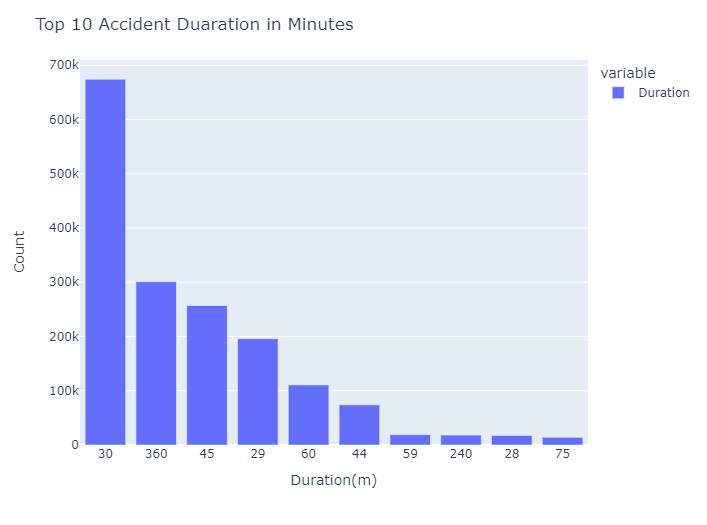 Top 10 Accident Duaration in Minutes
variable
Duration
700k
600k
500k
400k
300k
200k
100k
0
Count
30 360 45 29 60 44 59 240 28 75
Duration(m)